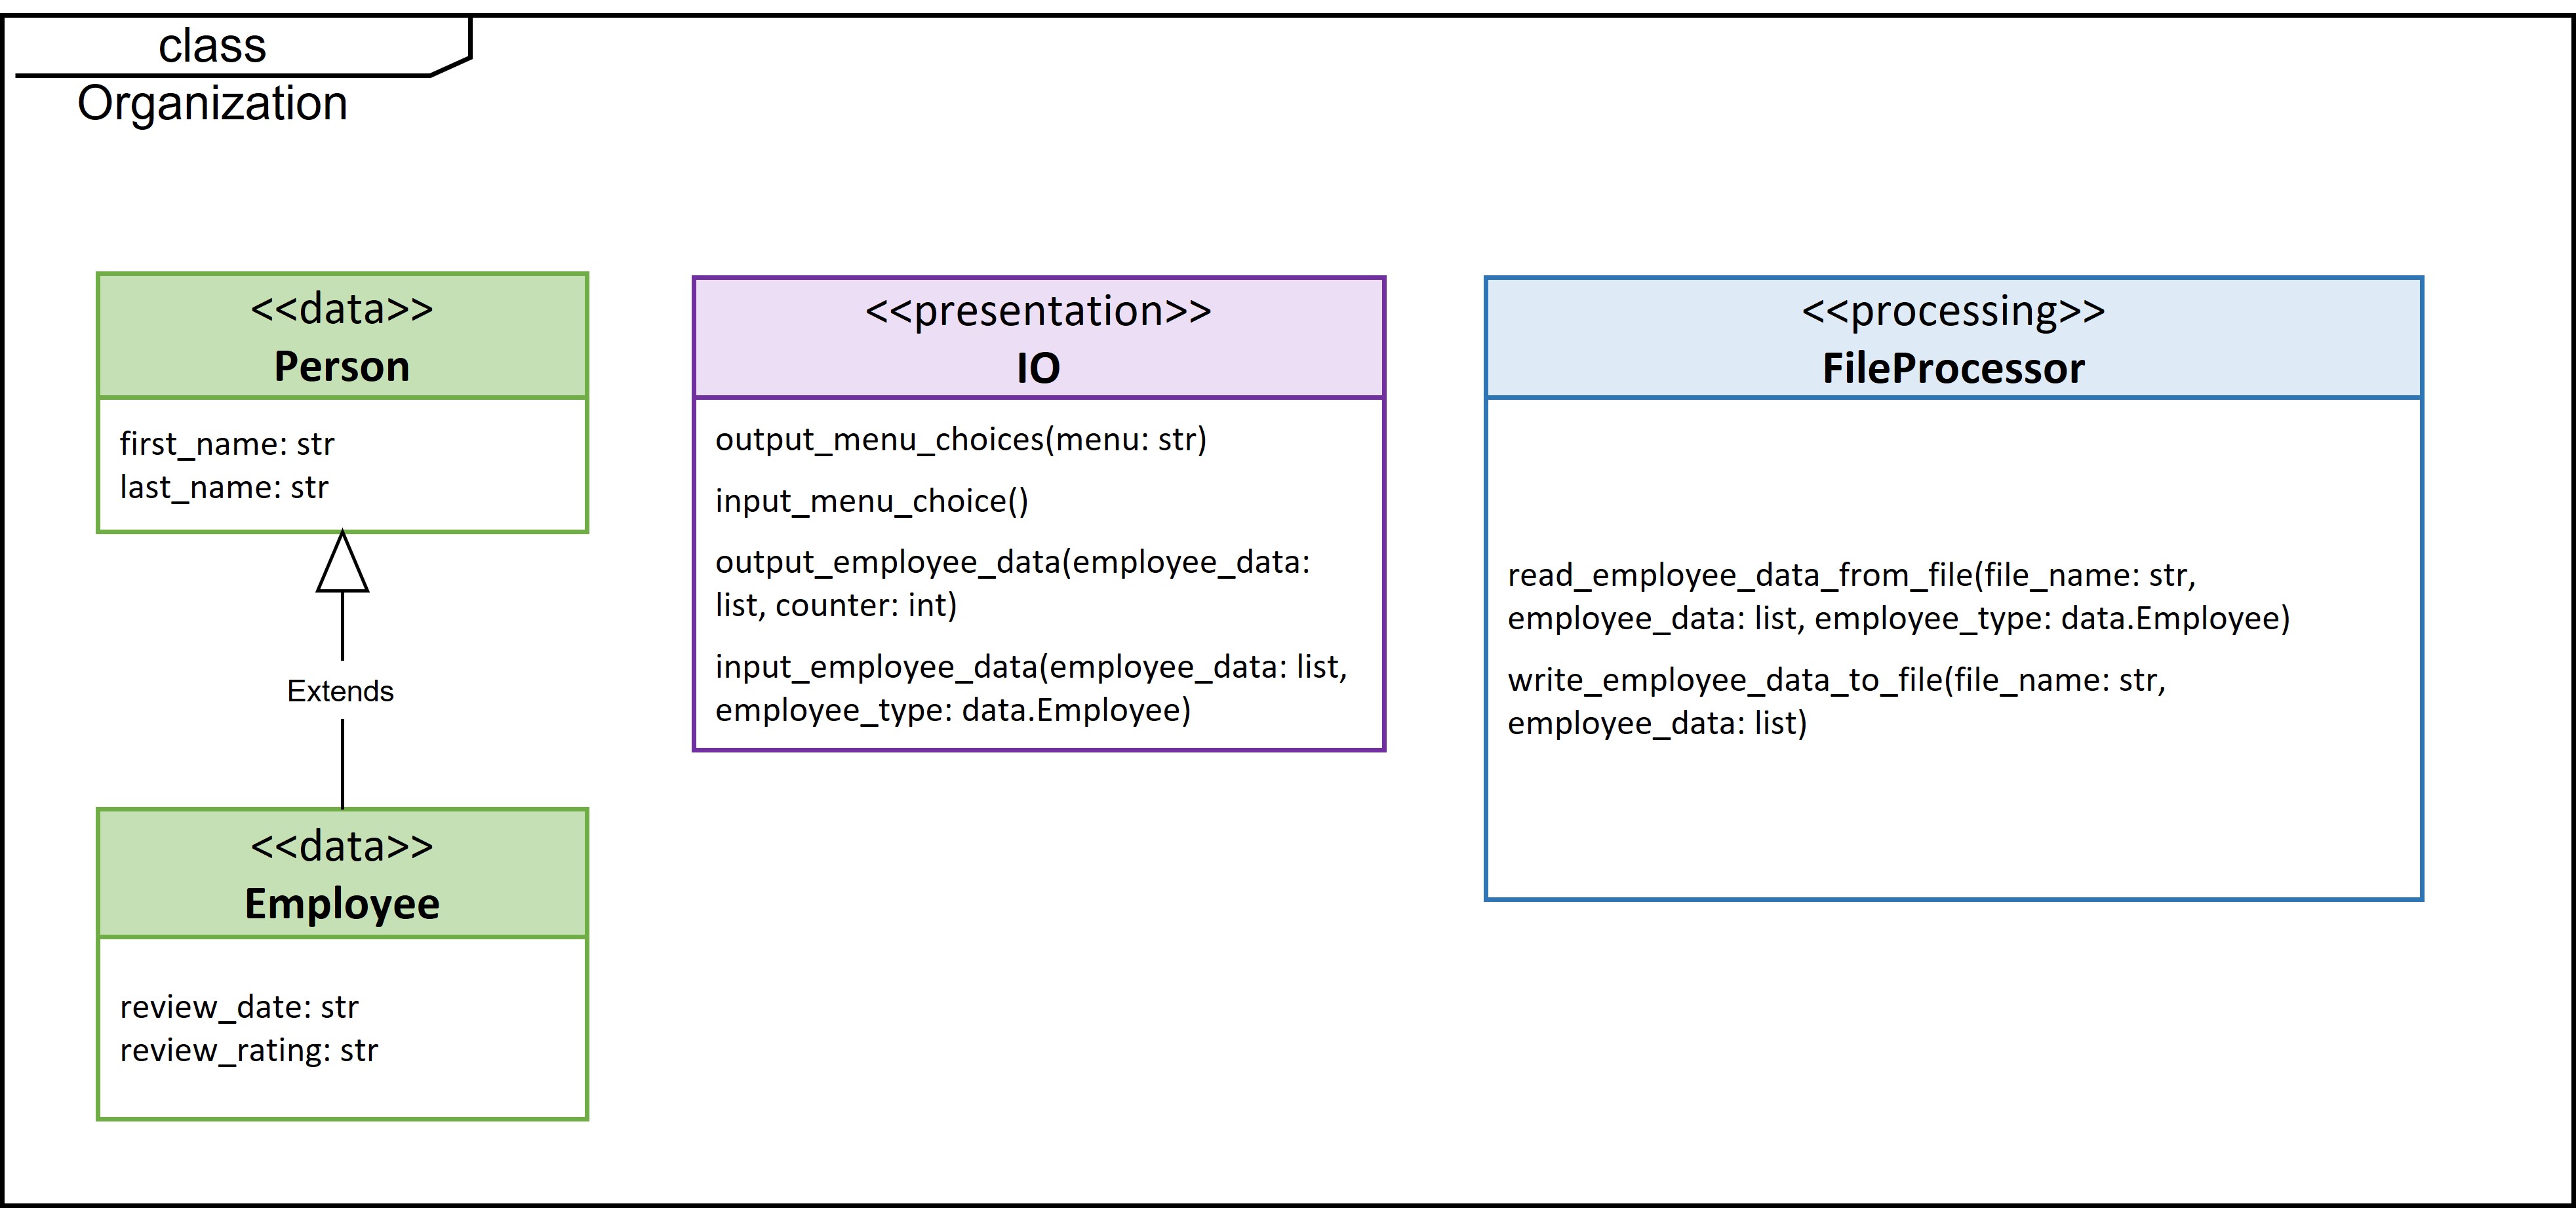 class
Organization
<<data>>
Person
first_name: str
last_name: str
Extends
<<data>>
Employee
review_date: str
review_rating: str
<<presentation>>
IO
output_menu_choices(menu: str)
input_menu_choice()
output_employee_data(employee_data:
list, counter: int)
input_employee_data(employee_data: list,
employee_type: data.Employee)
<<processing>>
FileProcessor
read_employee_data_from_file(file_name: str,
employee_data: list, employee_type: data.Employee)
write_employee_data_to_file(file_name: str,
employee_data: list)